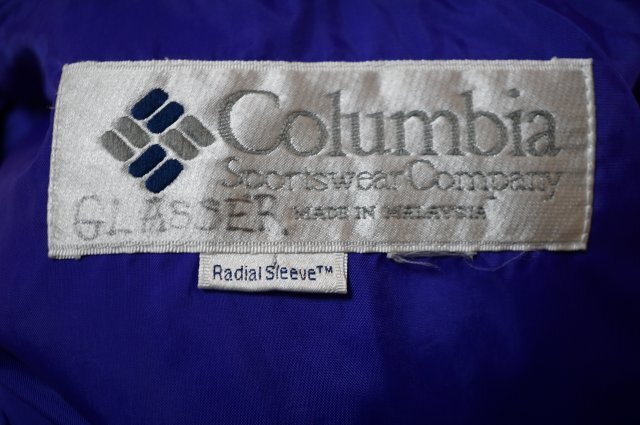 Columbia
Sportswear Company
GLASSER MADE IN MALAYSIA
Radial Sleeve™